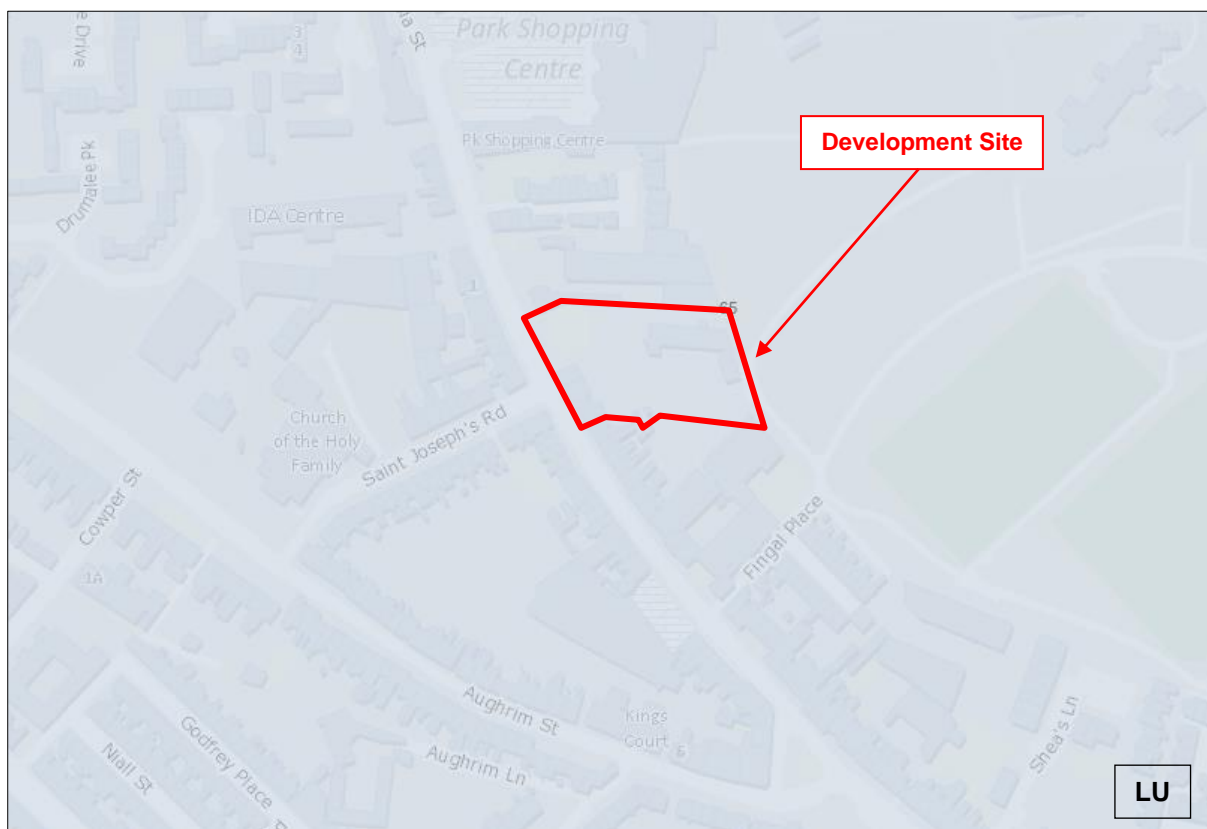 Park Shopping
Centre
3
4
Pk Shopping Centre
Development Site
Drumalee Pk
IDA Centre
1
65
Church
of the Holy
Family
Saint Joseph's Rd
Cowper St
1A
Fingal Place
Aughrim St
Kings
Court
6
Aughrim Ln
Godfrey Place
Niall St
Shea's Ln
LU